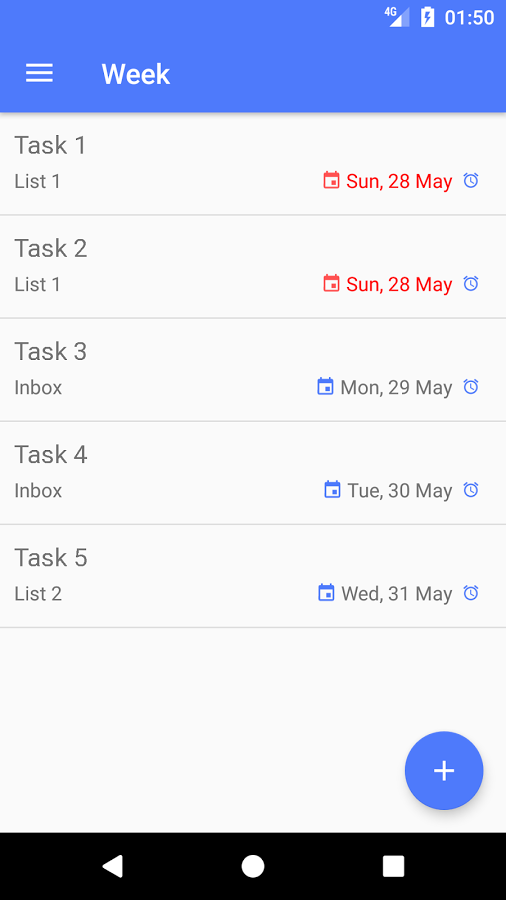 4G 01:50
Week
Task 1
List 1 Sun, 28 May
Task 2
List 1 Sun, 28 May
Task 3
Inbox Mon, 29 May
Task 4
Inbox Tue, 30 May
Task 5
List 2 Wed, 31 May